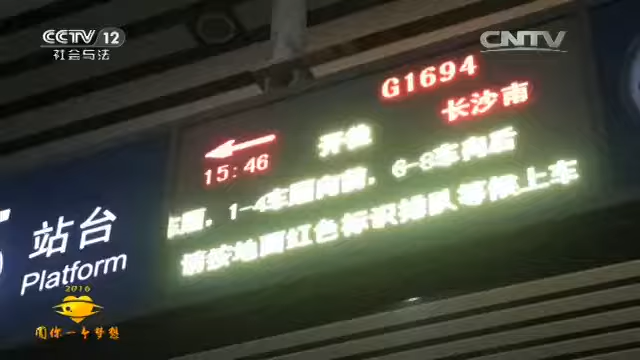 CCTV 12
社会与法
CNTV
G1694
长沙南
15:46
开往
车厢，1-4车厢向前，6-8车向后
请按地面红色标识排队等候上车
站台
Platform
2016
圆你一个梦想